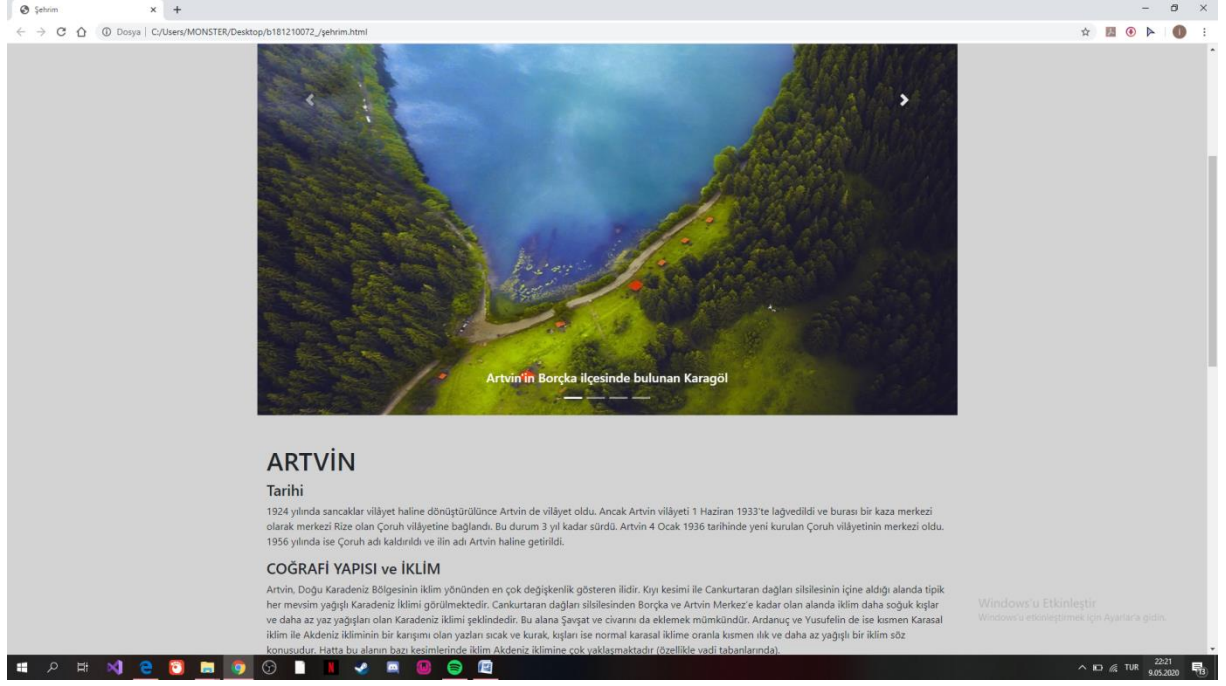 Şehrim
Dosya | C:/Users/MONSTER/Desktop/b181210072_/şehrim.html
Artvin'in Borçka ilçesinde bulunan Karagöl
ARTVİN
Tarihi
1924 yılında sancaklar vilâyet haline dönüştürülünce Artvin de vilâyet oldu. Ancak Artvin vilâyeti 1 Haziran 1933'te lağvedildi ve burası bir kaza merkezi
olarak merkezi Rize olan Çoruh vilâyetine bağlandı. Bu durum 3 yıl kadar sürdü. Artvin 4 Ocak 1936 tarihinde yeni kurulan Çoruh vilâyetinin merkezi oldu.
1956 yılında ise Çoruh adı kaldırıldı ve ilin adı Artvin haline getirildi.
COĞRAFİ YAPISI ve İKLİM
Artvin, Doğu Karadeniz Bölgesinin iklim yönünden en çok değişkenlik gösteren ilidir. Kıyı kesimi ile Cankurtaran dağları silsilesinin içine aldığı alanda tipik
her mevsim yağışlı Karadeniz İklimi görülmektedir. Cankurtaran dağları silsilesinden Borçka ve Artvin Merkez'e kadar olan alanda iklim daha soğuk kışlar
ve daha az yaz yağışları olan Karadeniz iklimi şeklindedir. Bu alana Şavşat ve civarını da eklemek mümkündür. Ardanuç ve Yusufelin de ise kısmen Karasal
iklim ile Akdeniz ikliminin bir karışımı olan yazları sıcak ve kurak, kışları ise normal karasal iklime oranla kısmen ılık ve daha az yağışlı bir iklim söz
konusudur. Hatta bu alanın bazı kesimlerinde iklim Akdeniz iklimine çok yaklaşmaktadır (özellikle vadi tabanlarında).
Windows'u Etkinleştir
Windows'u etkinleştirmek için Ayarlar'a gidin.
TUR
22:21
9.05.2020